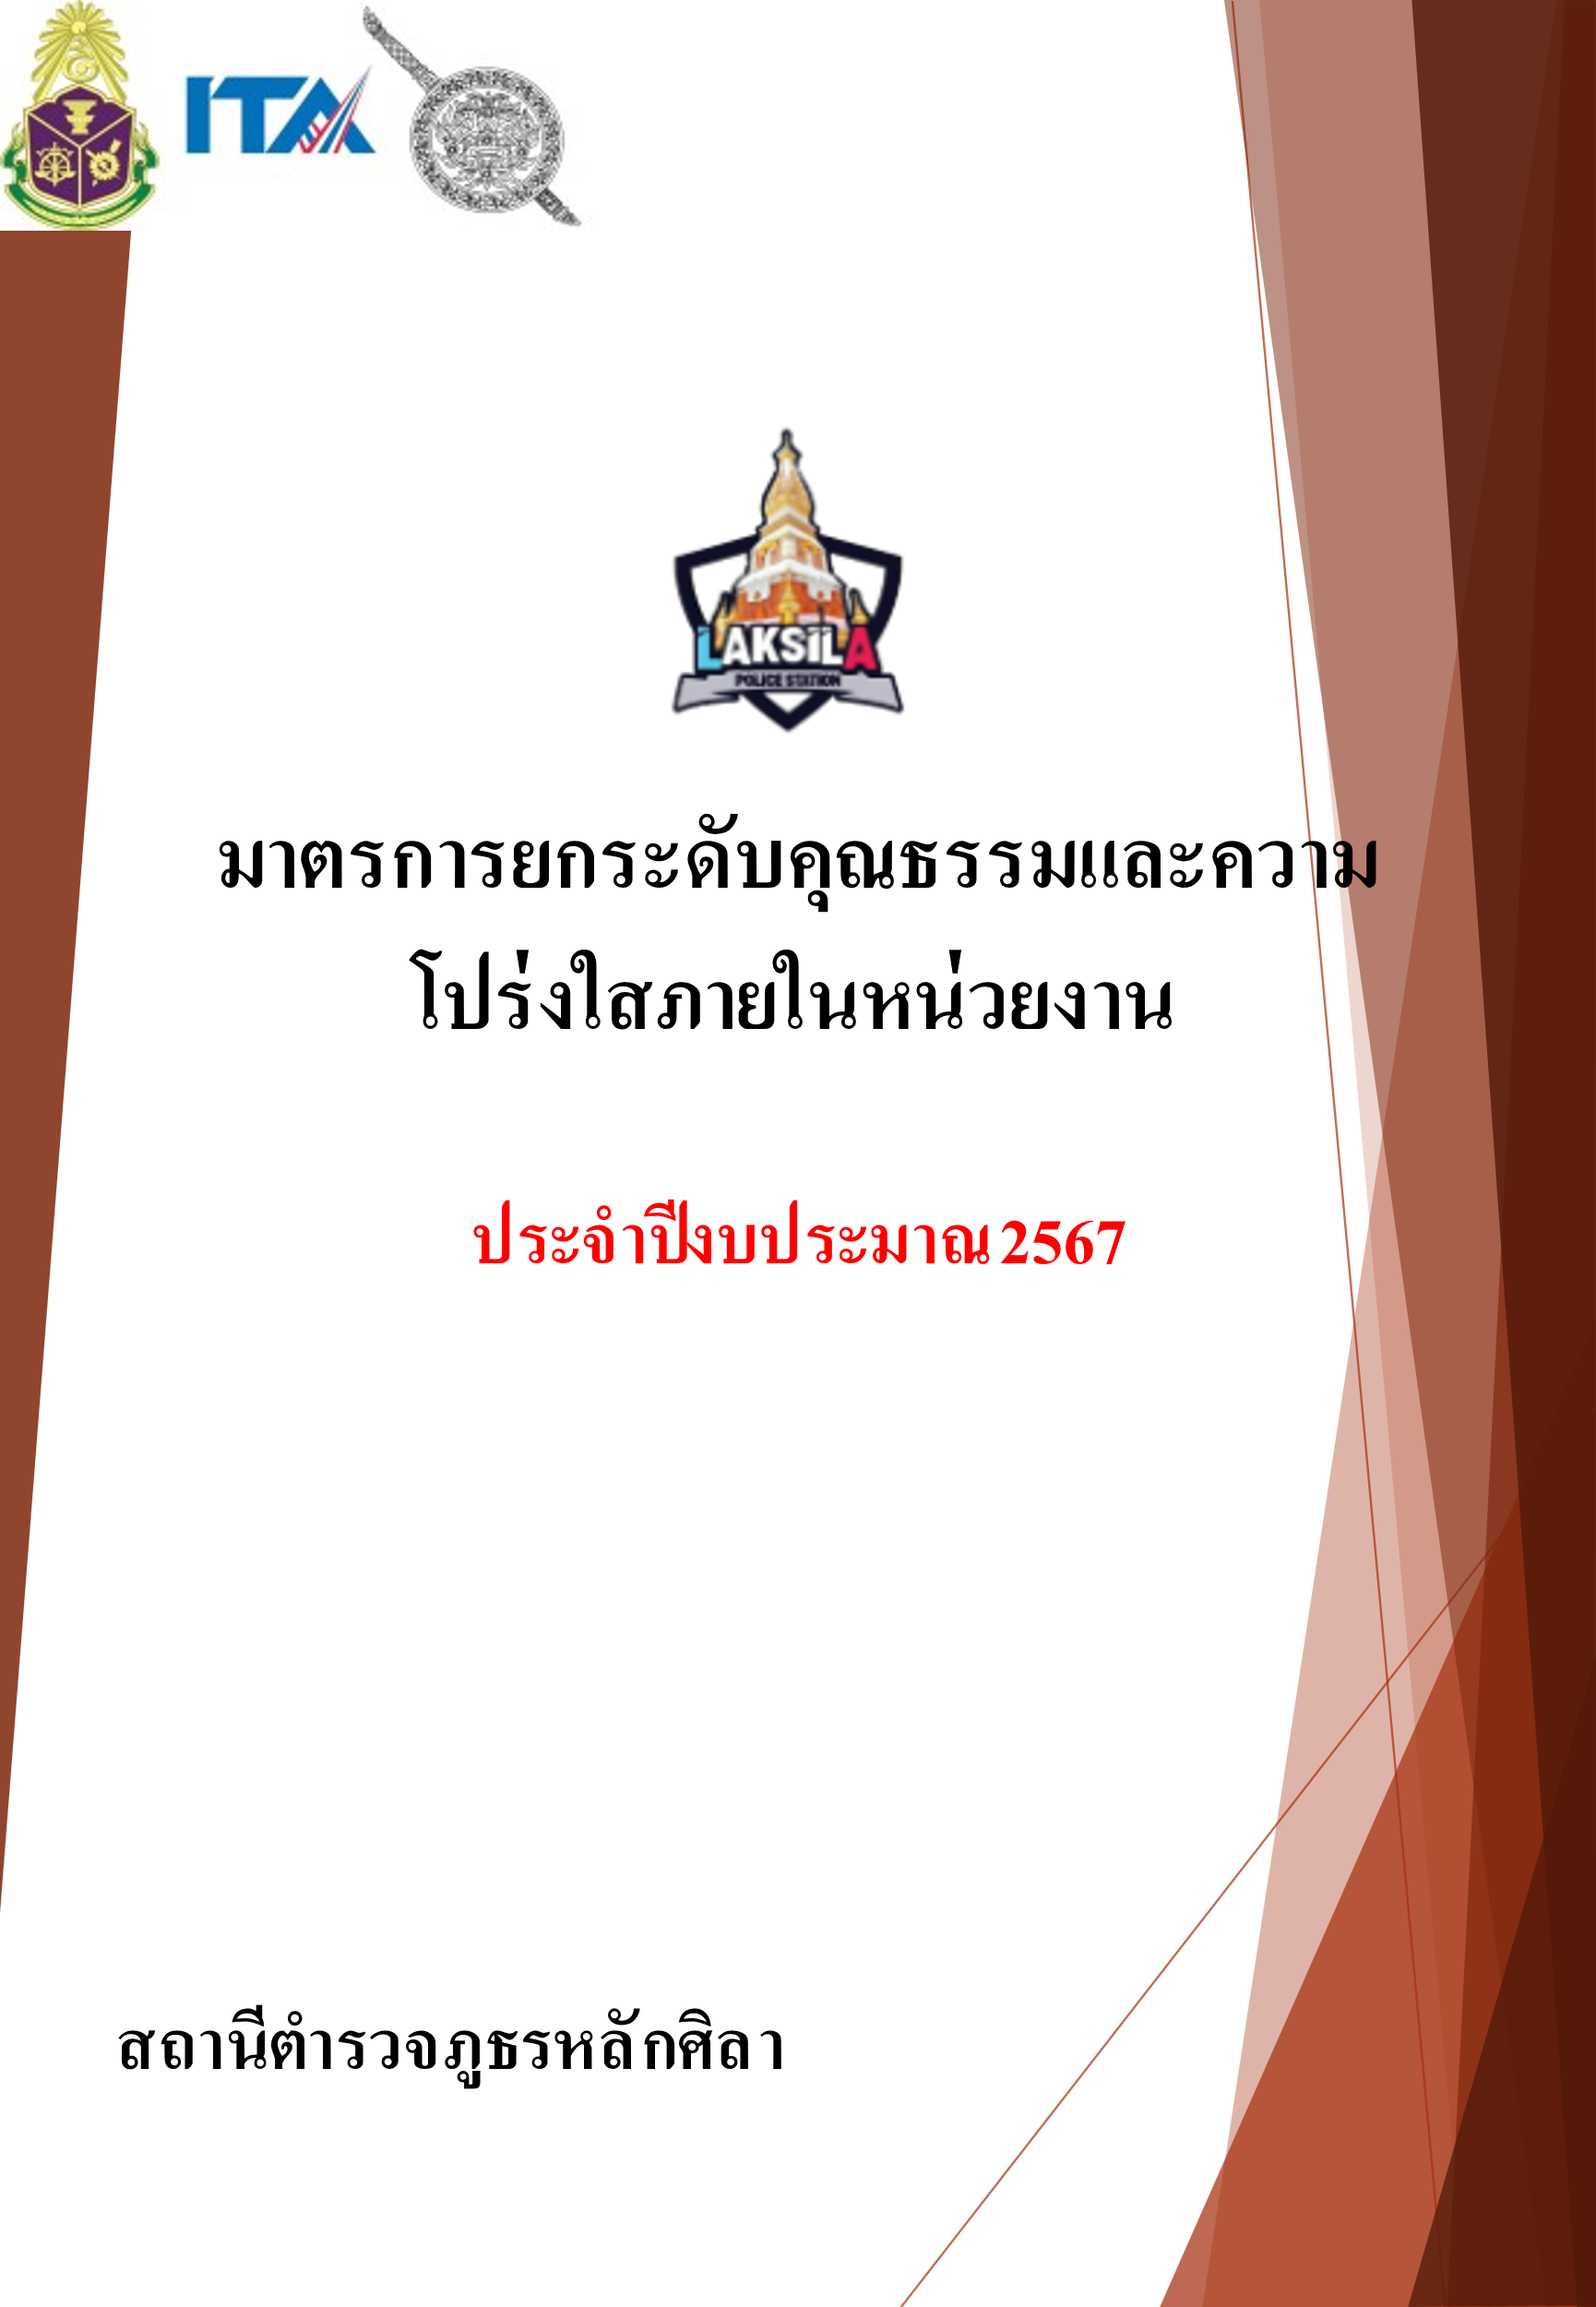 ITA
LAKSILA
POLICE STATION
มาตรการยกระดับคุณธรรมและความ
โปร่งใสภายในหน่วยงาน
ประจำปีงบประมาณ 2567
สถานีตำรวจภูธรหลักศิลา